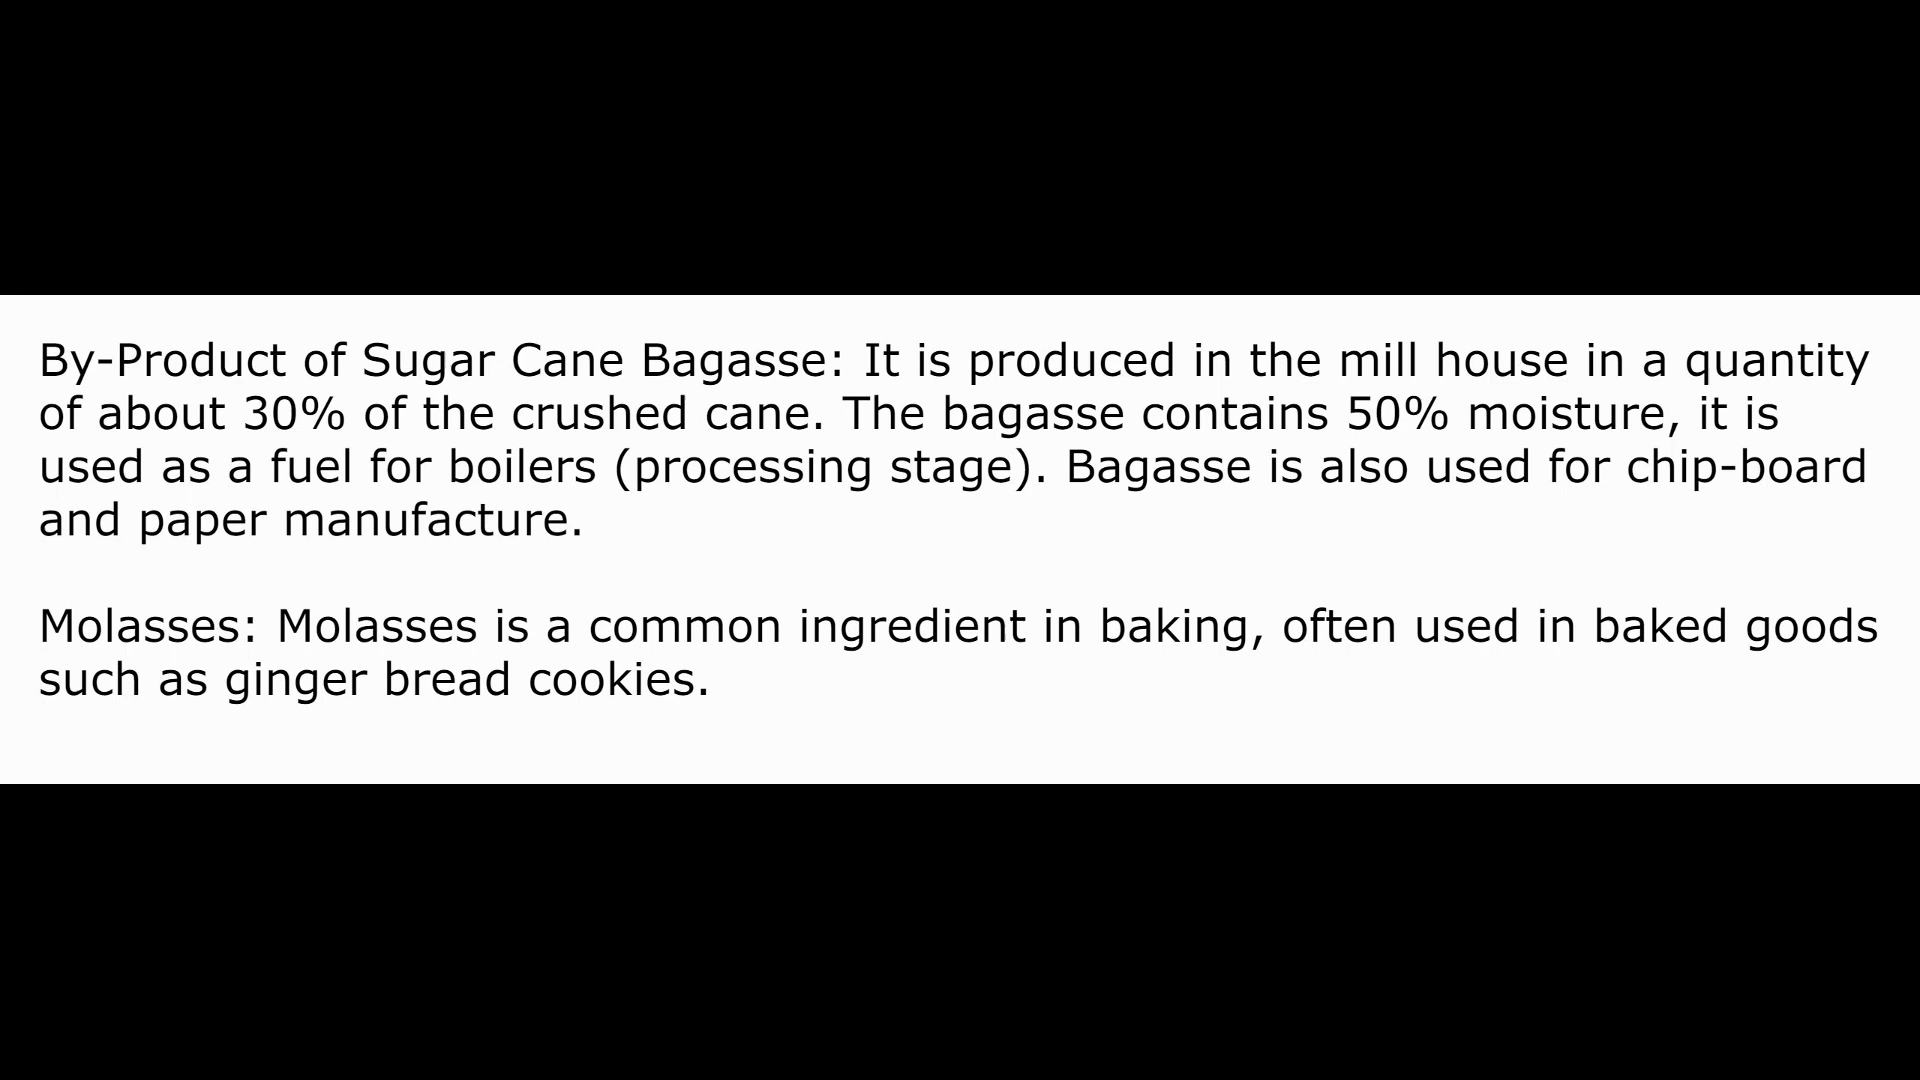 By-Product of Sugar Cane Bagasse: It is produced in the mill house in a quantity
of about 30% of the crushed cane. The bagasse contains 50% moisture, it is
used as a fuel for boilers (processing stage). Bagasse is also used for chip-board
and paper manufacture.
Molasses: Molasses is a common ingredient in baking, often used in baked goods
such as ginger bread cookies.